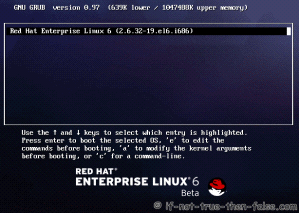 GNU GRUB version 0.97 (639K lower / 1047488K upper memory)
Red Hat Enterprise Linux 6 (2.6.32-19.el6.i686)
Use the ↑ and ↓ keys to select which entry is highlighted.
Press enter to boot the selected OS, 'e' to edit the
commands before booting, 'a' to modify the kernel arguments
before booting, or 'c' for a command-line.
RED HAT®
ENTERPRISE LINUX® 6
Beta
© if-not-true-then-false.com